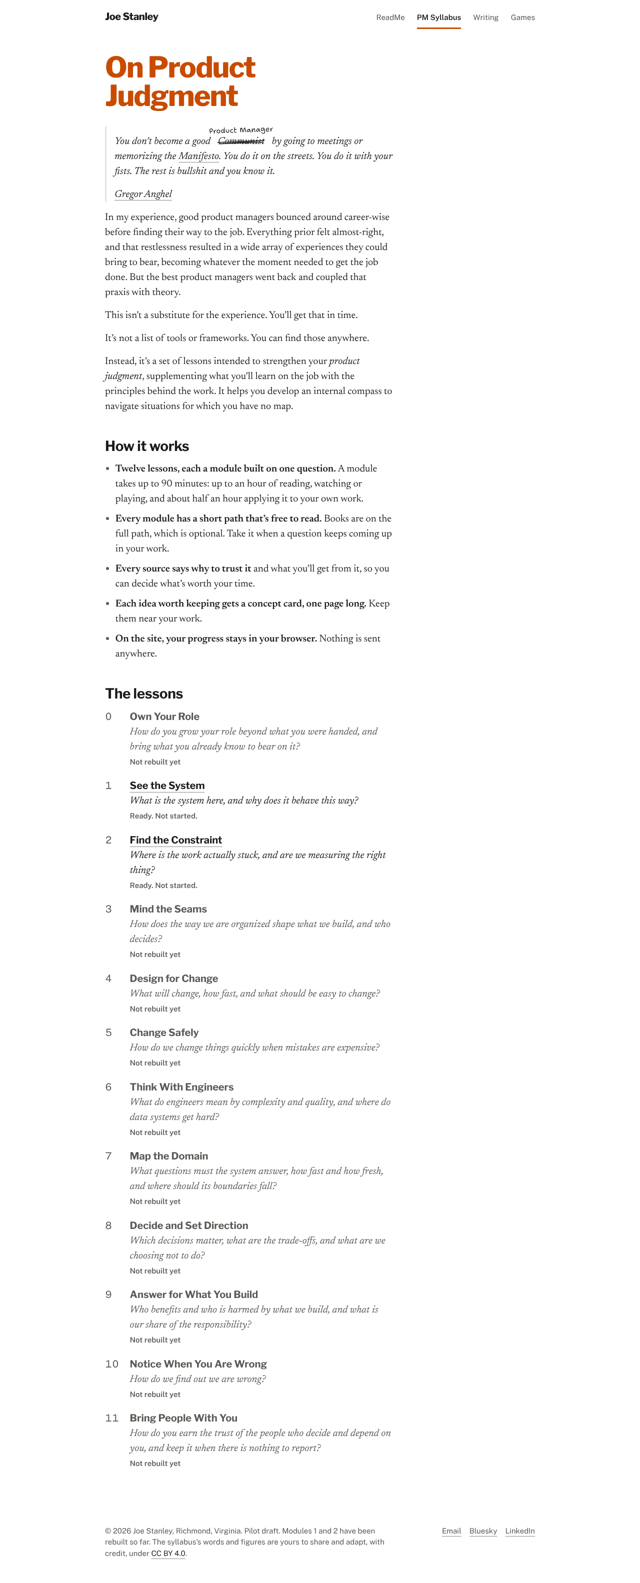 Joe Stanley
ReadMe PM Syllabus Writing Games
On Product
Judgment
Product Manager
You don't become a good Communist by going to meetings or
memorizing the Manifesto. You do it on the streets. You do it with your
fists. The rest is bullshit and you know it.
Gregor Anghel
In my experience, good product managers bounced around career-wise
before finding their way to the job. Everything prior felt almost-right,
and that restlessness resulted in a wide array of experiences they could
bring to bear, becoming whatever the moment needed to get the job
done. But the best product managers went back and coupled that
praxis with theory.
This isn't a substitute for the experience. You'll get that in time.
It's not a list of tools or frameworks. You can find those anywhere.
Instead, it's a set of lessons intended to strengthen your product
judgment, supplementing what you'll learn on the job with the
principles behind the work. It helps you develop an internal compass to
navigate situations for which you have no map.
How it works
Twelve lessons, each a module built on one question. A module
takes up to 90 minutes: up to an hour of reading, watching or
playing, and about half an hour applying it to your own work.
Every module has a short path that's free to read. Books are on the
full path, which is optional. Take it when a question keeps coming up
in your work.
Every source says why to trust it and what you'll get from it, so you
can decide what's worth your time.
Each idea worth keeping gets a concept card, one page long. Keep
them near your work.
On the site, your progress stays in your browser. Nothing is sent
anywhere.
The lessons
0 Own Your Role
How do you grow your role beyond what you were handed, and
bring what you already know to bear on it?
Not rebuilt yet
1 See the System
What is the system here, and why does it behave this way?
Ready. Not started.
2 Find the Constraint
Where is the work actually stuck, and are we measuring the right
thing?
Ready. Not started.
3 Mind the Seams
How does the way we are organized shape what we build, and who
decides?
Not rebuilt yet
4 Design for Change
What will change, how fast, and what should be easy to change?
Not rebuilt yet
5 Change Safely
How do we change things quickly when mistakes are expensive?
Not rebuilt yet
6 Think With Engineers
What do engineers mean by complexity and quality, and where do
data systems get hard?
Not rebuilt yet
7 Map the Domain
What questions must the system answer, how fast and how fresh,
and where should its boundaries fall?
Not rebuilt yet
8 Decide and Set Direction
Which decisions matter, what are the trade-offs, and what are we
choosing not to do?
Not rebuilt yet
9 Answer for What You Build
Who benefits and who is harmed by what we build, and what is
our share of the responsibility?
Not rebuilt yet
10 Notice When You Are Wrong
How do we find out we are wrong?
Not rebuilt yet
11 Bring People With You
How do you earn the trust of the people who decide and depend on
you, and keep it when there is nothing to report?
Not rebuilt yet
© 2026 Joe Stanley, Richmond, Virginia. Pilot draft. Modules 1 and 2 have been
rebuilt so far. The syllabus's words and figures are yours to share and adapt, with
credit, under CC BY 4.0.
Email Bluesky LinkedIn